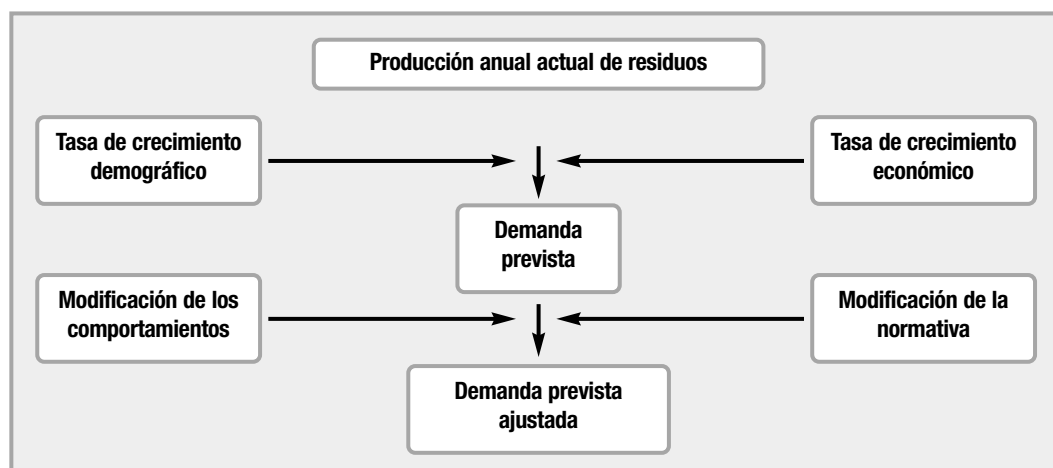 Producción anual actual de residuos
Tasa de crecimiento
demográfico
Tasa de crecimiento
económico
Demanda
prevista
Modificación de los
comportamientos
Modificación de la
normativa
Demanda prevista
ajustada